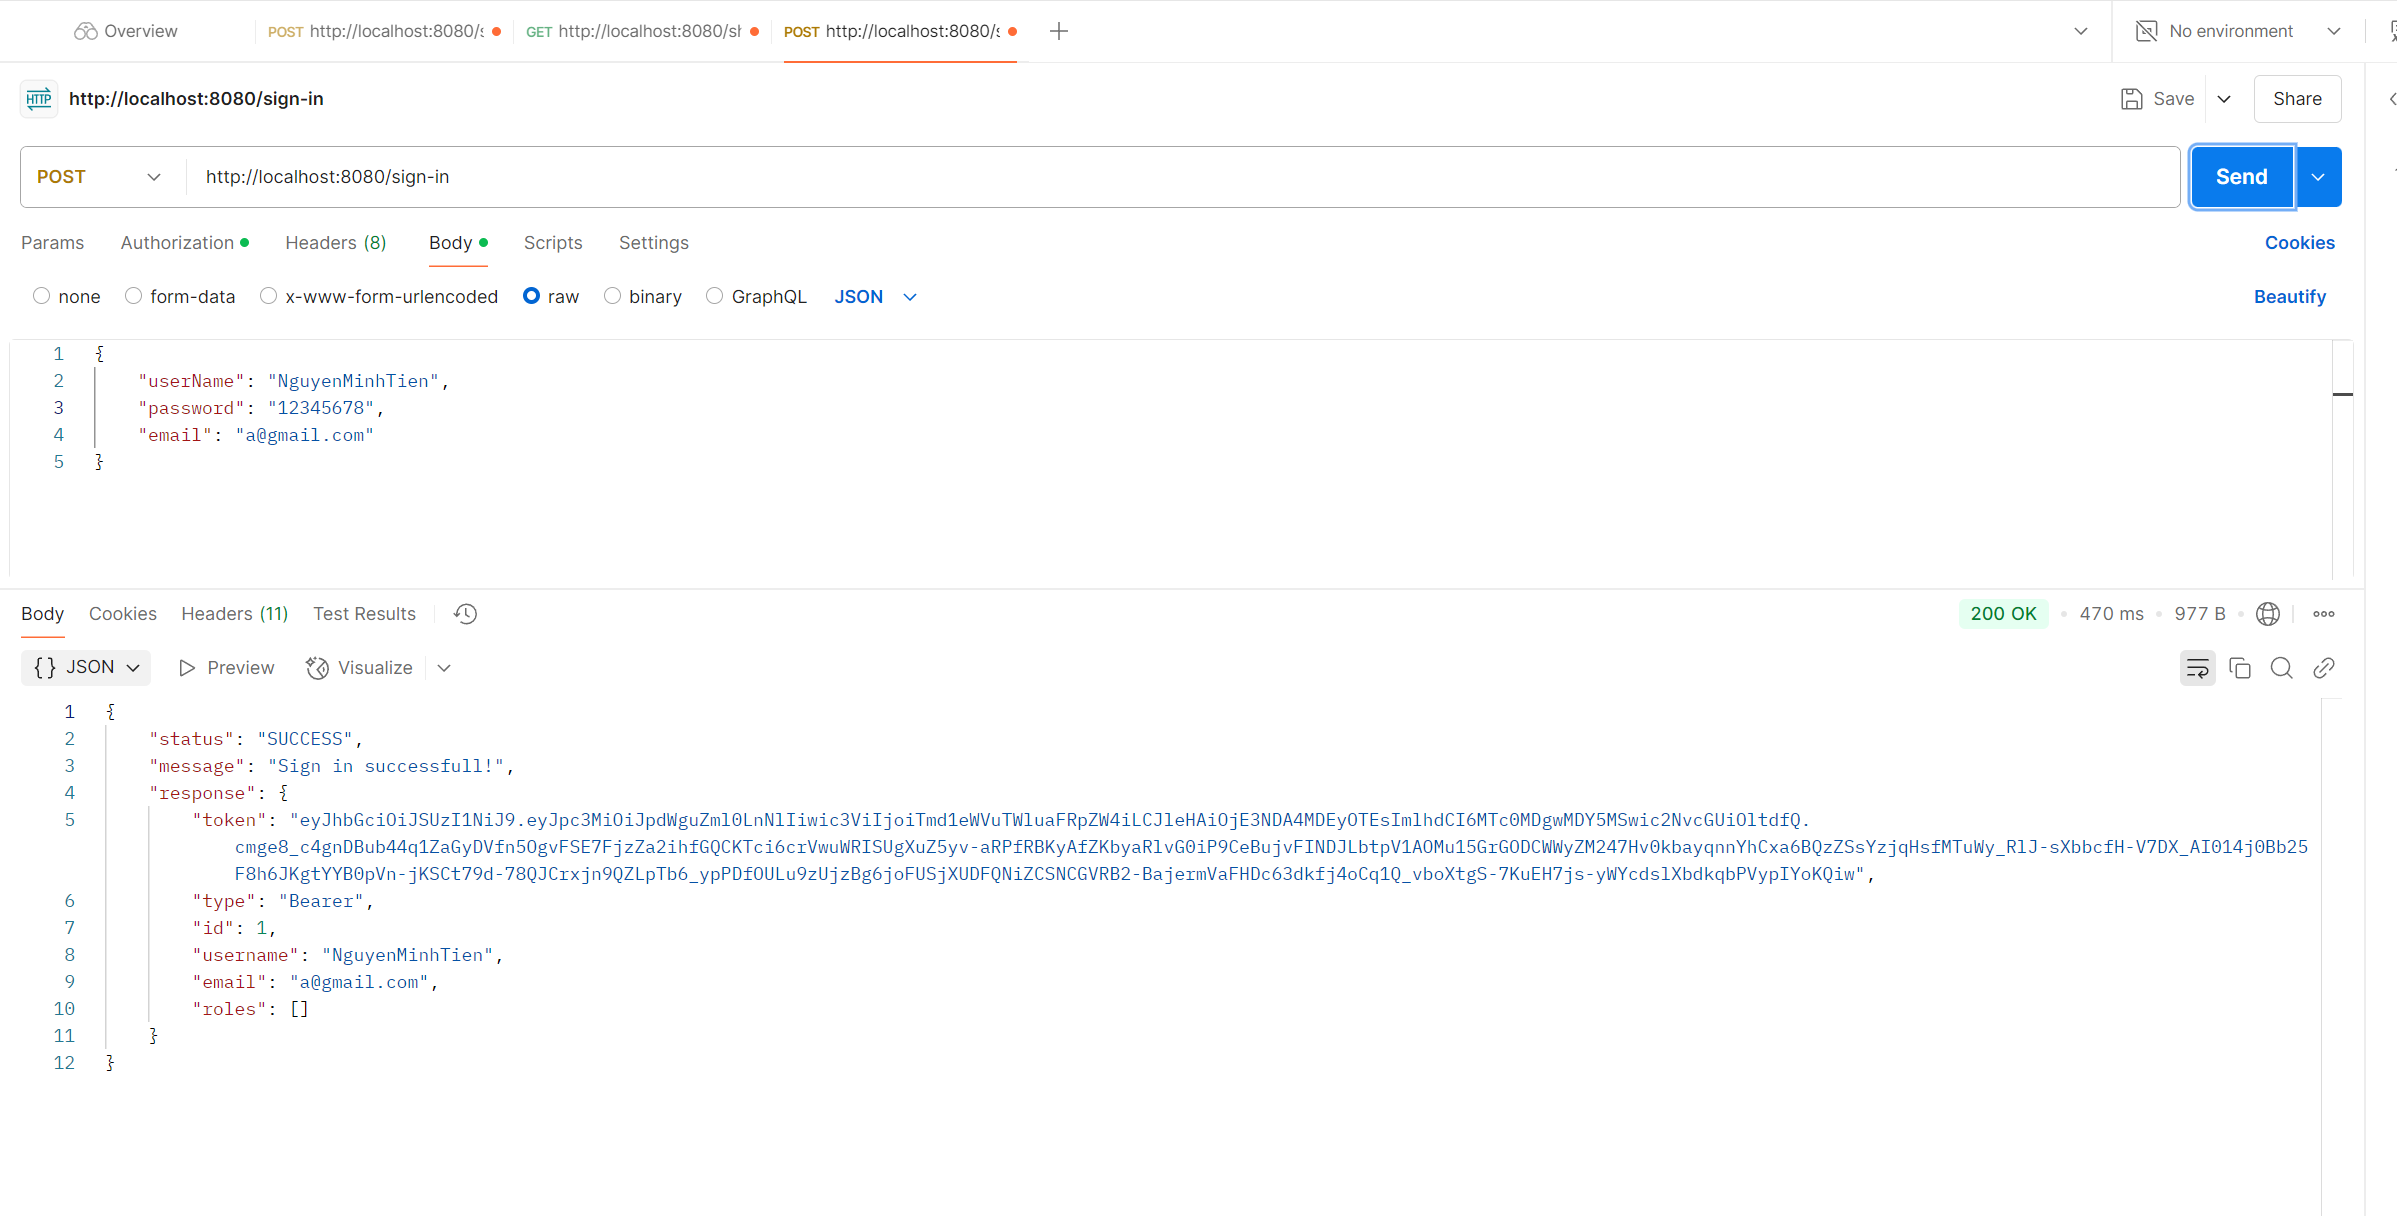 Overview
POST http://localhost:8080/s
GET http://localhost:8080/sl
POST http://localhost:8080/s
No environment
HTTP http://localhost:8080/sign-in
Save
Share
POST http://localhost:8080/sign-in
Send
Params Authorization Headers (8) Body Scripts Settings Cookies
none form-data x-www-form-urlencoded raw binary GraphQL JSON Beautify
1 {
2 "userName": "NguyenMinhTien",
3 "password": "12345678",
4 "email": "a@gmail.com"
5 }
Body Cookies Headers (11) Test Results 200 OK • 470 ms • 977 B
{} JSON Preview Visualize
1 {
2 "status": "SUCCESS",
3 "message": "Sign in successfull!",
4 "response": {
5 "token": "eyJhbGciOiJSUzI1NiJ9.eyJpc3MiOiJpdWguZml0LnNlIiwic3ViIjoiTmd1eWVuTWluaFRpZW4iLCJleHAiOjE3NDA4MDEyOTEsImlhdCI6MTc0MDgwMDY5MSwic2NvcGUiOltdfQ.
cmge8_c4gnDBub44q1ZaGyDVfn5OgvFSE7FjzZa2ihfGQCKTci6crVwuWRISUgXuZ5yv-aRPfRBKyAfZKbyaRlvG0iP9CeBujvFINDJLbtpV1AOMu15GrGODCWWyZM247Hv0kbayqnnYhCxa6BQzZSsYzjqHsfMTuWy_RlJ-sXbbcfH-V7DX_AI014j0Bb25
F8h6JKgtYYB0pVn-jKSCt79d-78QJCrxjn9QZLpTb6_ypPDfOULu9zUjzBg6joFUSjXUDFQNiZCSNCGVRB2-BajermVaFHDc63dkfj4oCq1Q_vboXtgS-7KuEH7js-yWYcdslXbdkqbPVypIYoKQiw",
6 "type": "Bearer",
7 "id": 1,
8 "username": "NguyenMinhTien",
9 "email": "a@gmail.com",
10 "roles": []
11 }
12 }